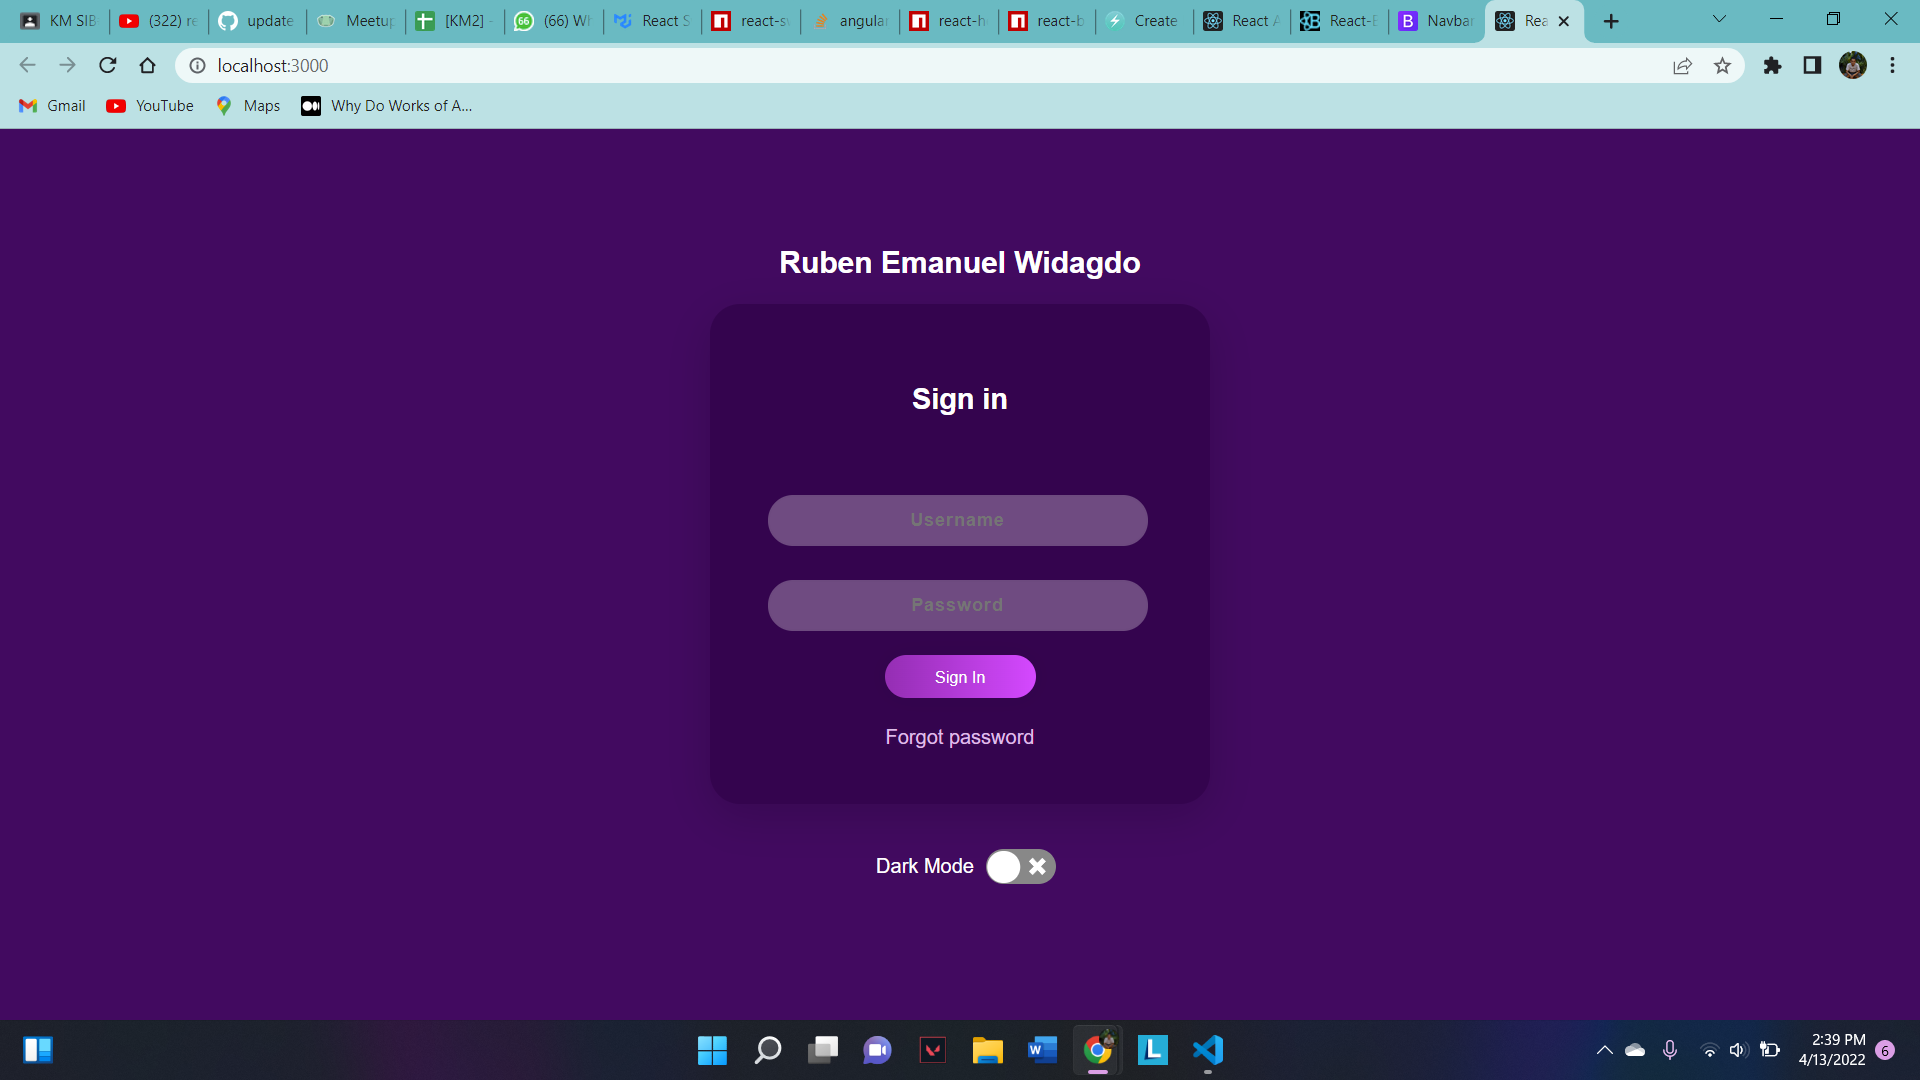 KM SIB
(322) re
update
Meetup
[KM2] -
(66) Wh
React S
react-sw
angular
react-h
react-b
Create
React A
React-B
Navbar
Rea
localhost:3000
Gmail
YouTube
Maps
Why Do Works of A...
Ruben Emanuel Widagdo
Sign in
Username
Password
Sign In
Forgot password
Dark Mode
2:39 PM
4/13/2022
6